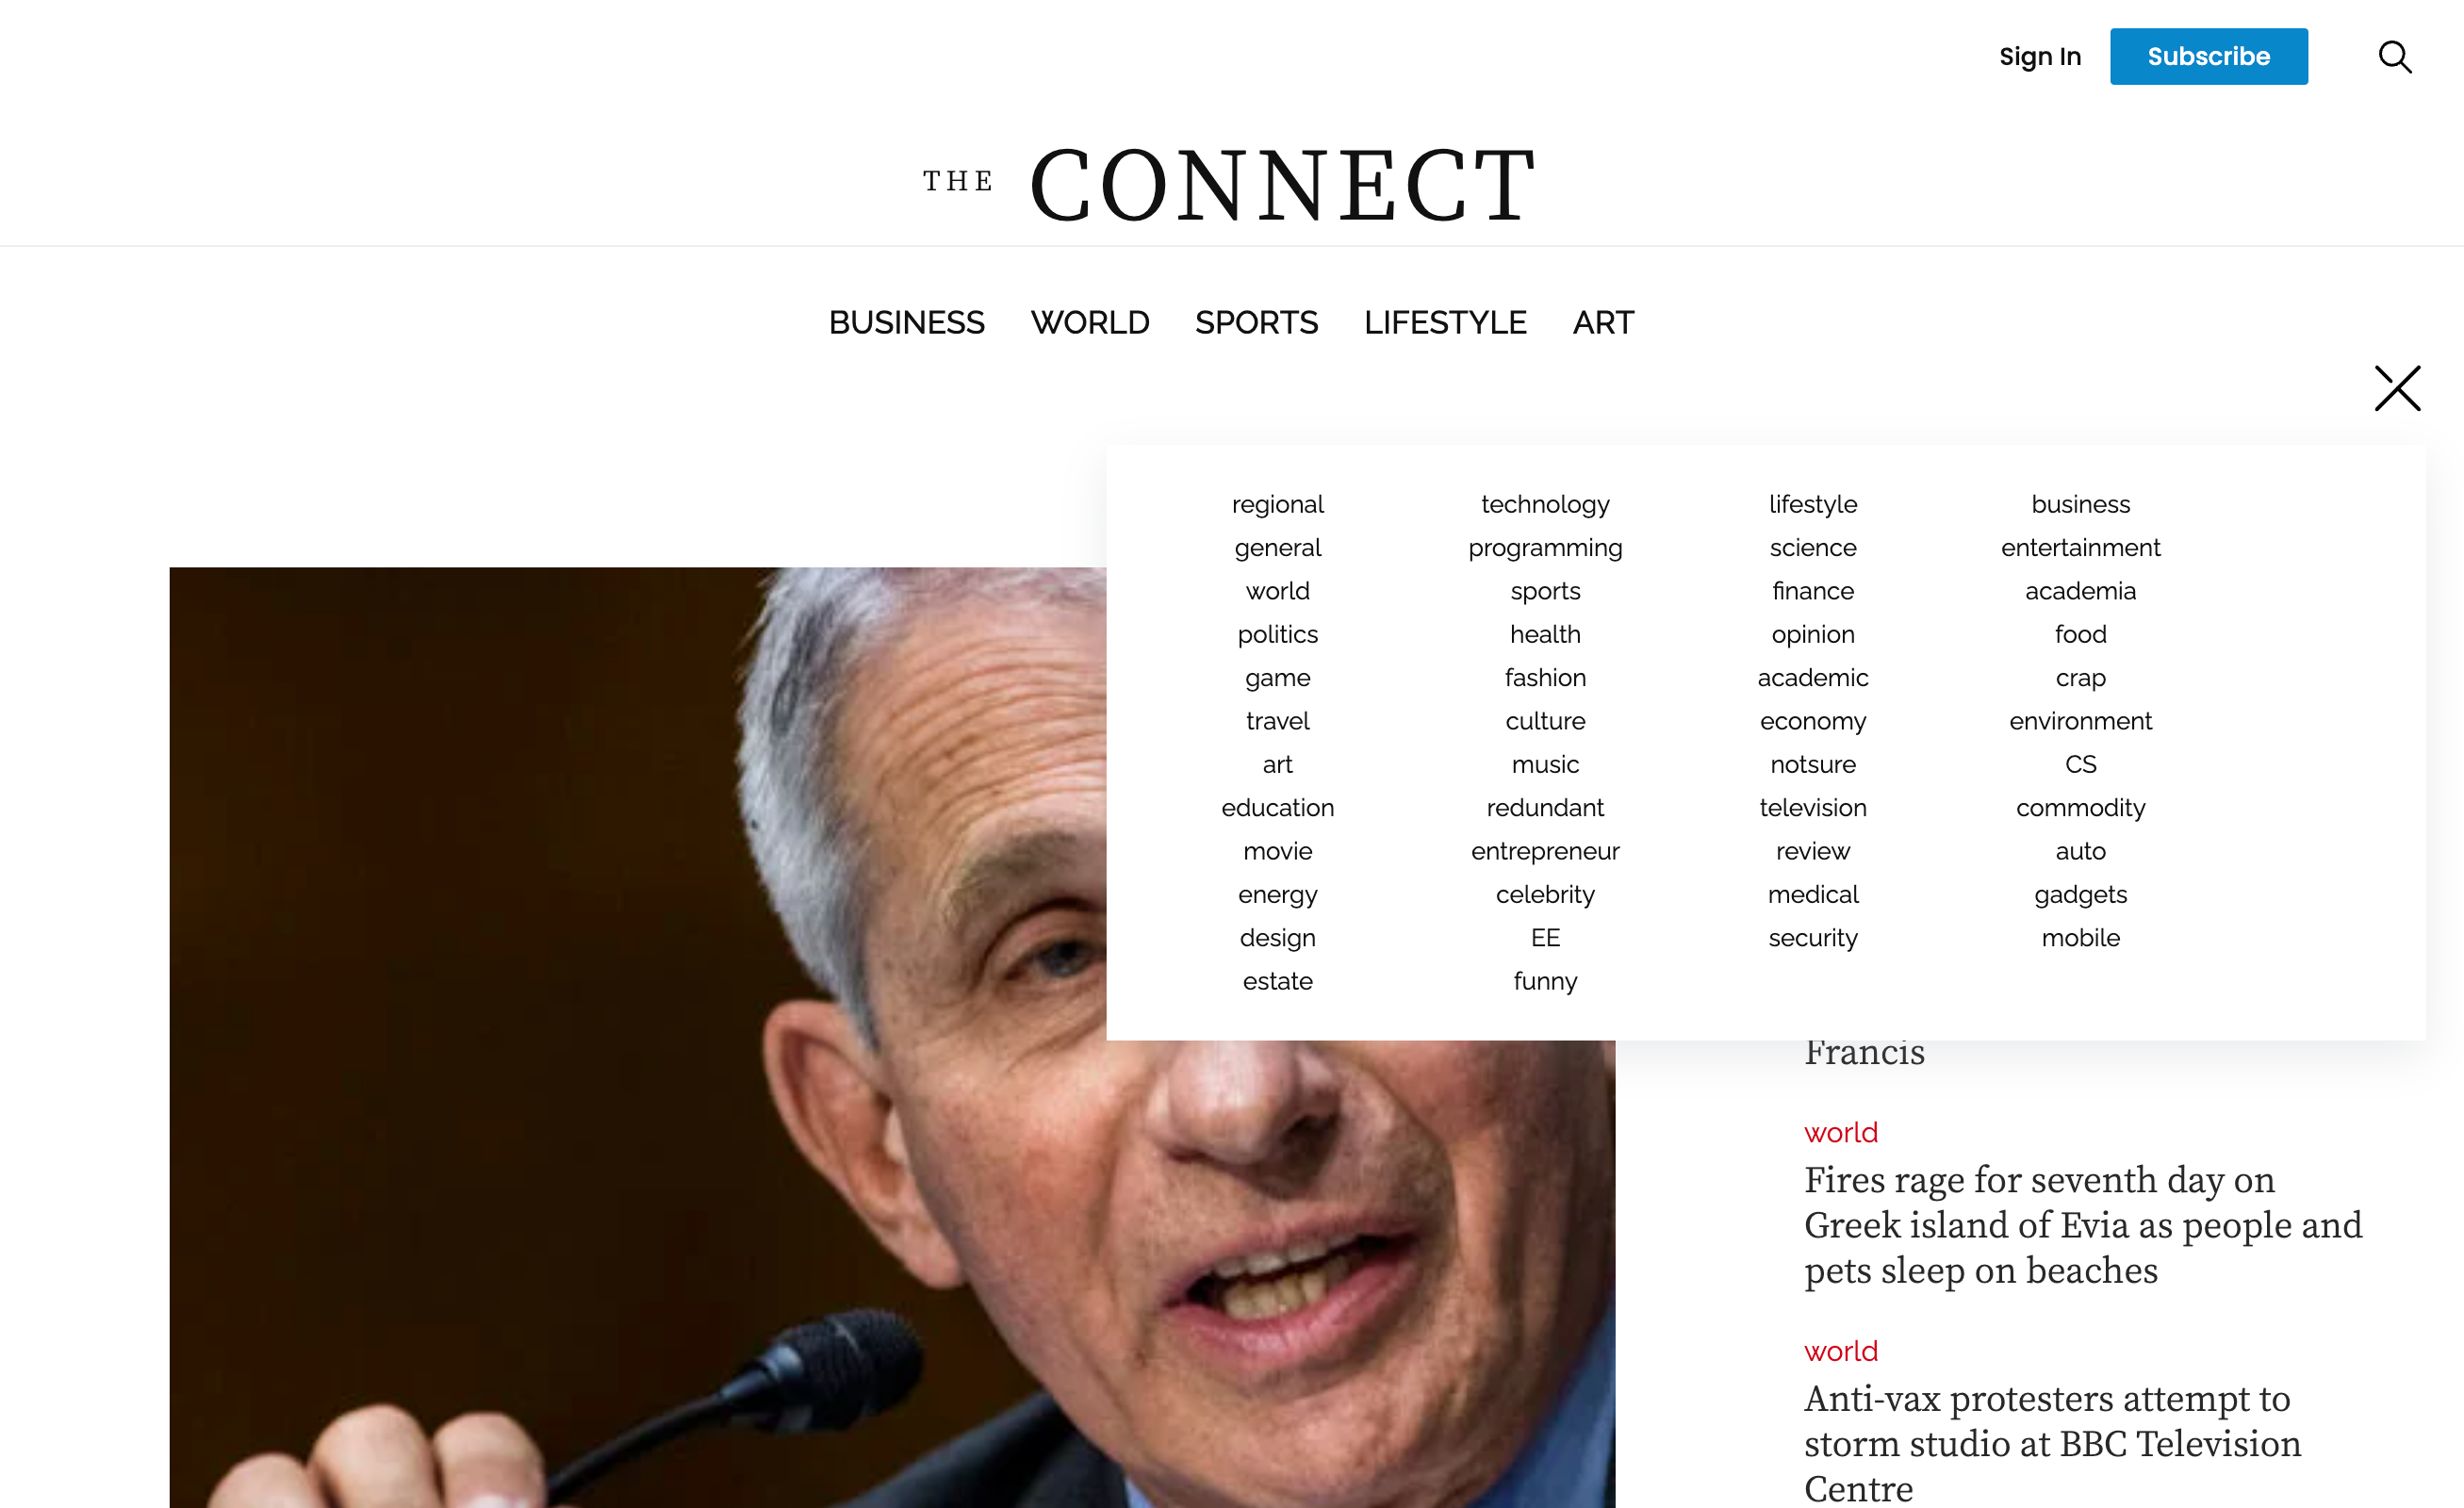 Sign In Subscribe
THE CONNECT
BUSINESS WORLD SPORTS LIFESTYLE ART
regional technology lifestyle business
general programming science entertainment
world sports finance academia
politics health opinion food
game fashion academic crap
travel culture economy environment
art music notsure CS
education redundant television commodity
movie entrepreneur review auto
energy celebrity medical gadgets
design EE security mobile
estate funny
Francis
world
Fires rage for seventh day on
Greek island of Evia as people and
pets sleep on beaches
world
Anti-vax protesters attempt to
storm studio at BBC Television
Centre